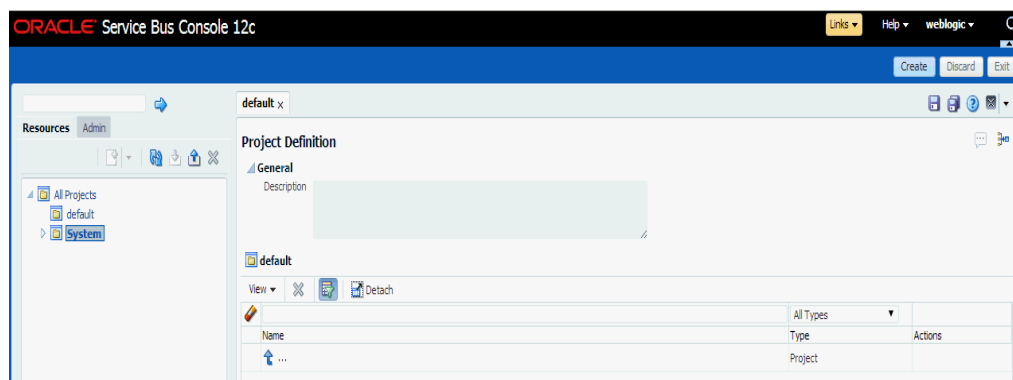 ORACLE Service Bus Console 12c
Links Help weblogic
Create Discard Exit
default x
Resources Admin
Project Definition
General
Description
All Projects
default
System
default
View Detach
All Types
Name Type Actions
... Project